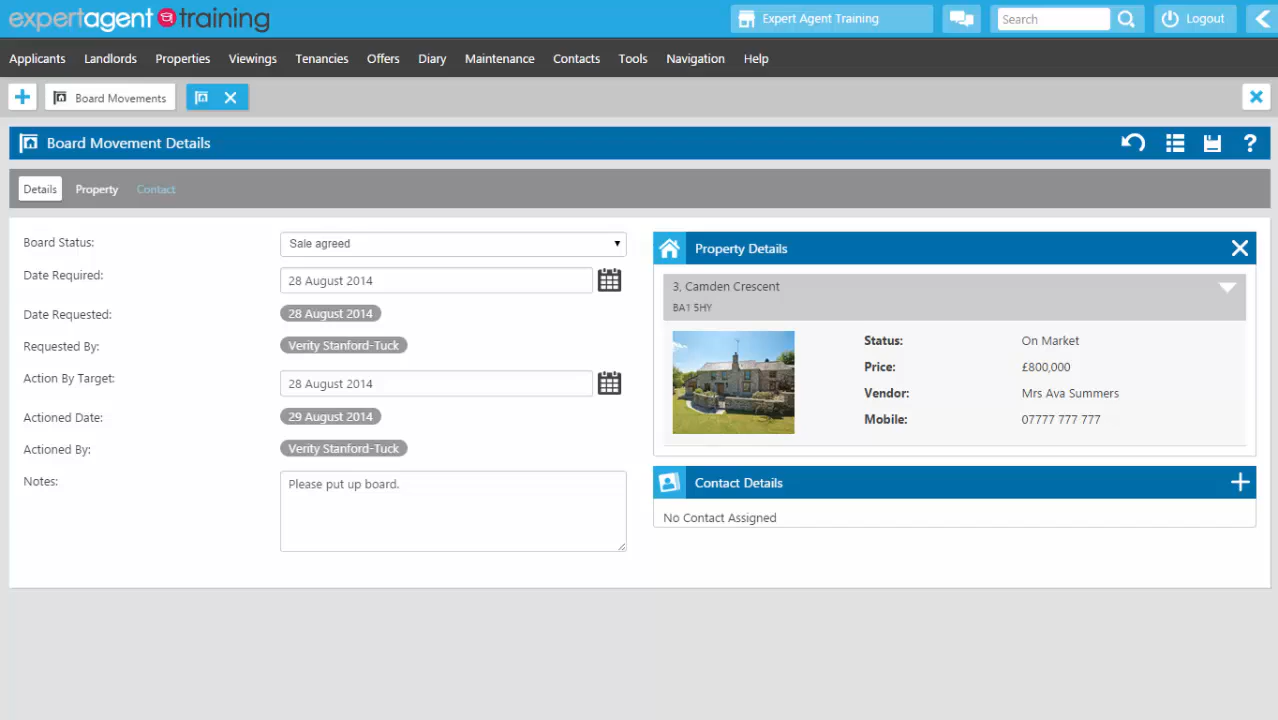 expertagent training
Expert Agent Training
Search
Logout
Applicants Landlords Properties Viewings Tenancies Offers Diary Maintenance Contacts Tools Navigation Help
Board Movements
Board Movement Details
?
Details Property Contact
Board Status: Sale agreed
Date Required: 28 August 2014
Date Requested: 28 August 2014
Requested By: Verity Stanford-Tuck
Action By Target: 28 August 2014
Actioned Date: 29 August 2014
Actioned By: Verity Stanford-Tuck
Notes: Please put up board.
Property Details
3, Camden Crescent
BA1 5HY
Status: On Market
Price: £800,000
Vendor: Mrs Ava Summers
Mobile: 07777 777 777
Contact Details
No Contact Assigned